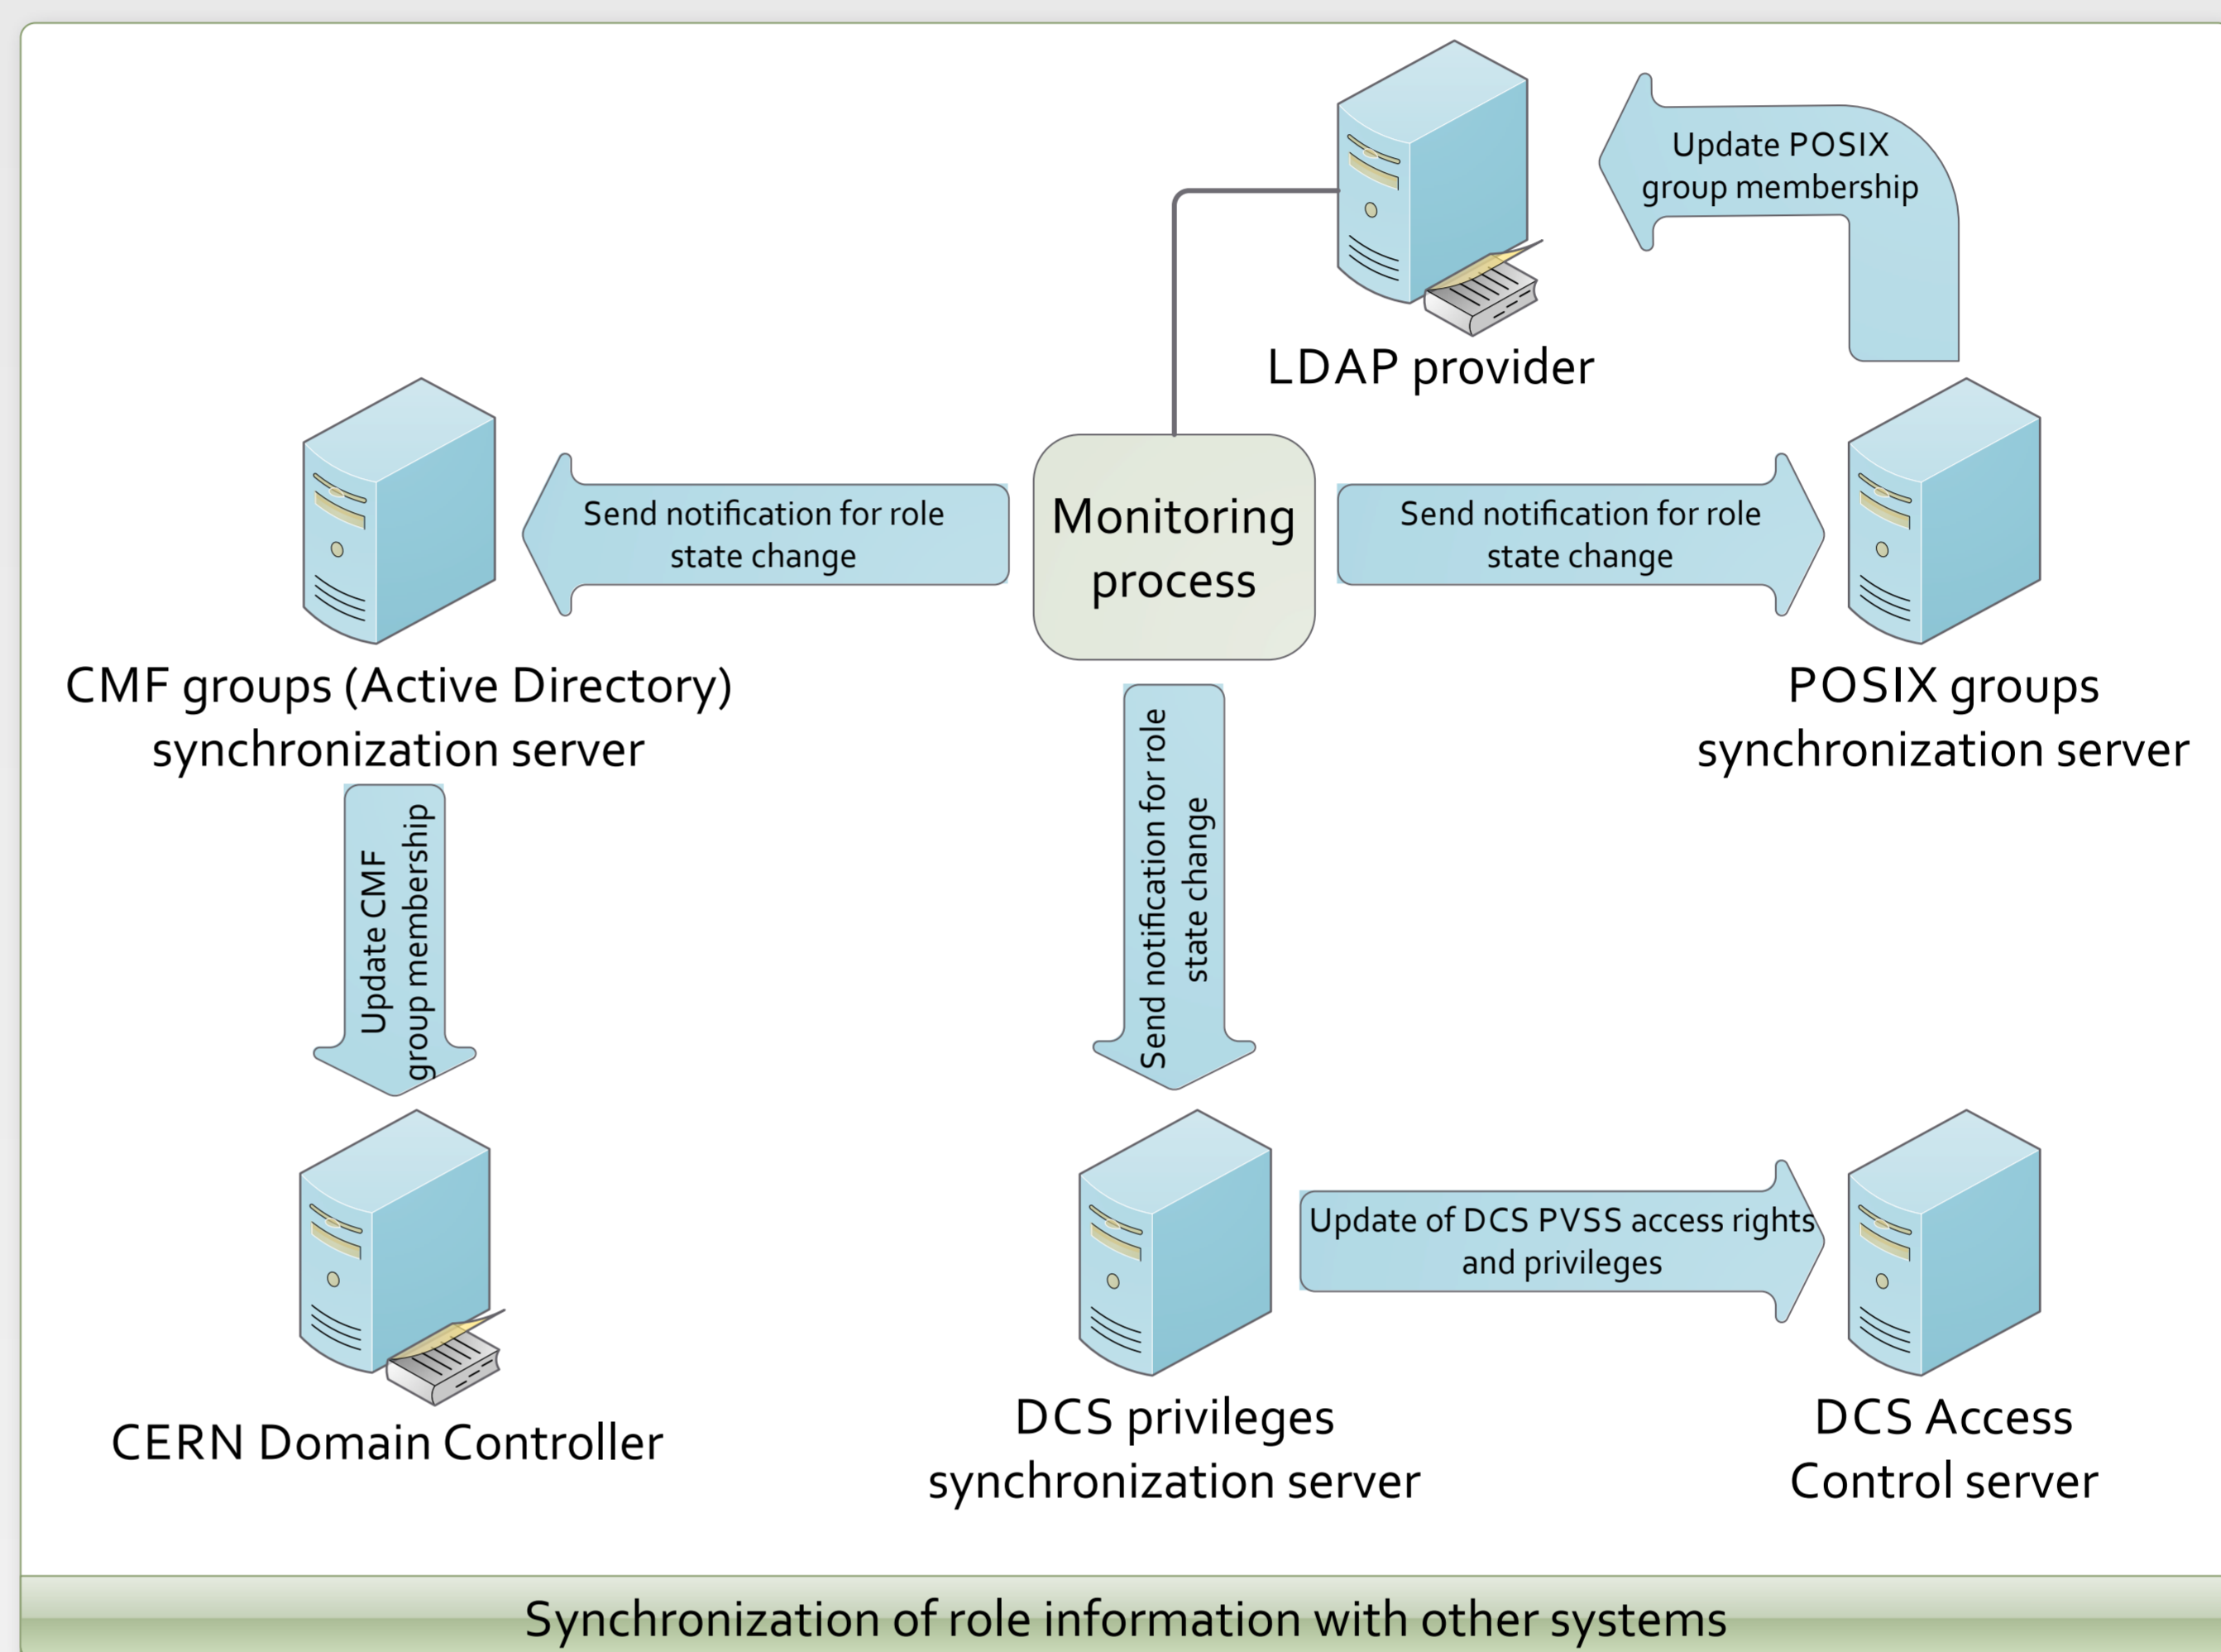 Update POSIX
group membership
LDAP provider
Send notification for role
state change
Monitoring
process
Send notification for role
state change
CMF groups (Active Directory)
synchronization server
POSIX groups
synchronization server
Update CMF
group membership
Send notification for role
state change
Update of DCS PVSS access rights
and privileges
CERN Domain Controller
DCS privileges
synchronization server
DCS Access
Control server
Synchronization of role information with other systems